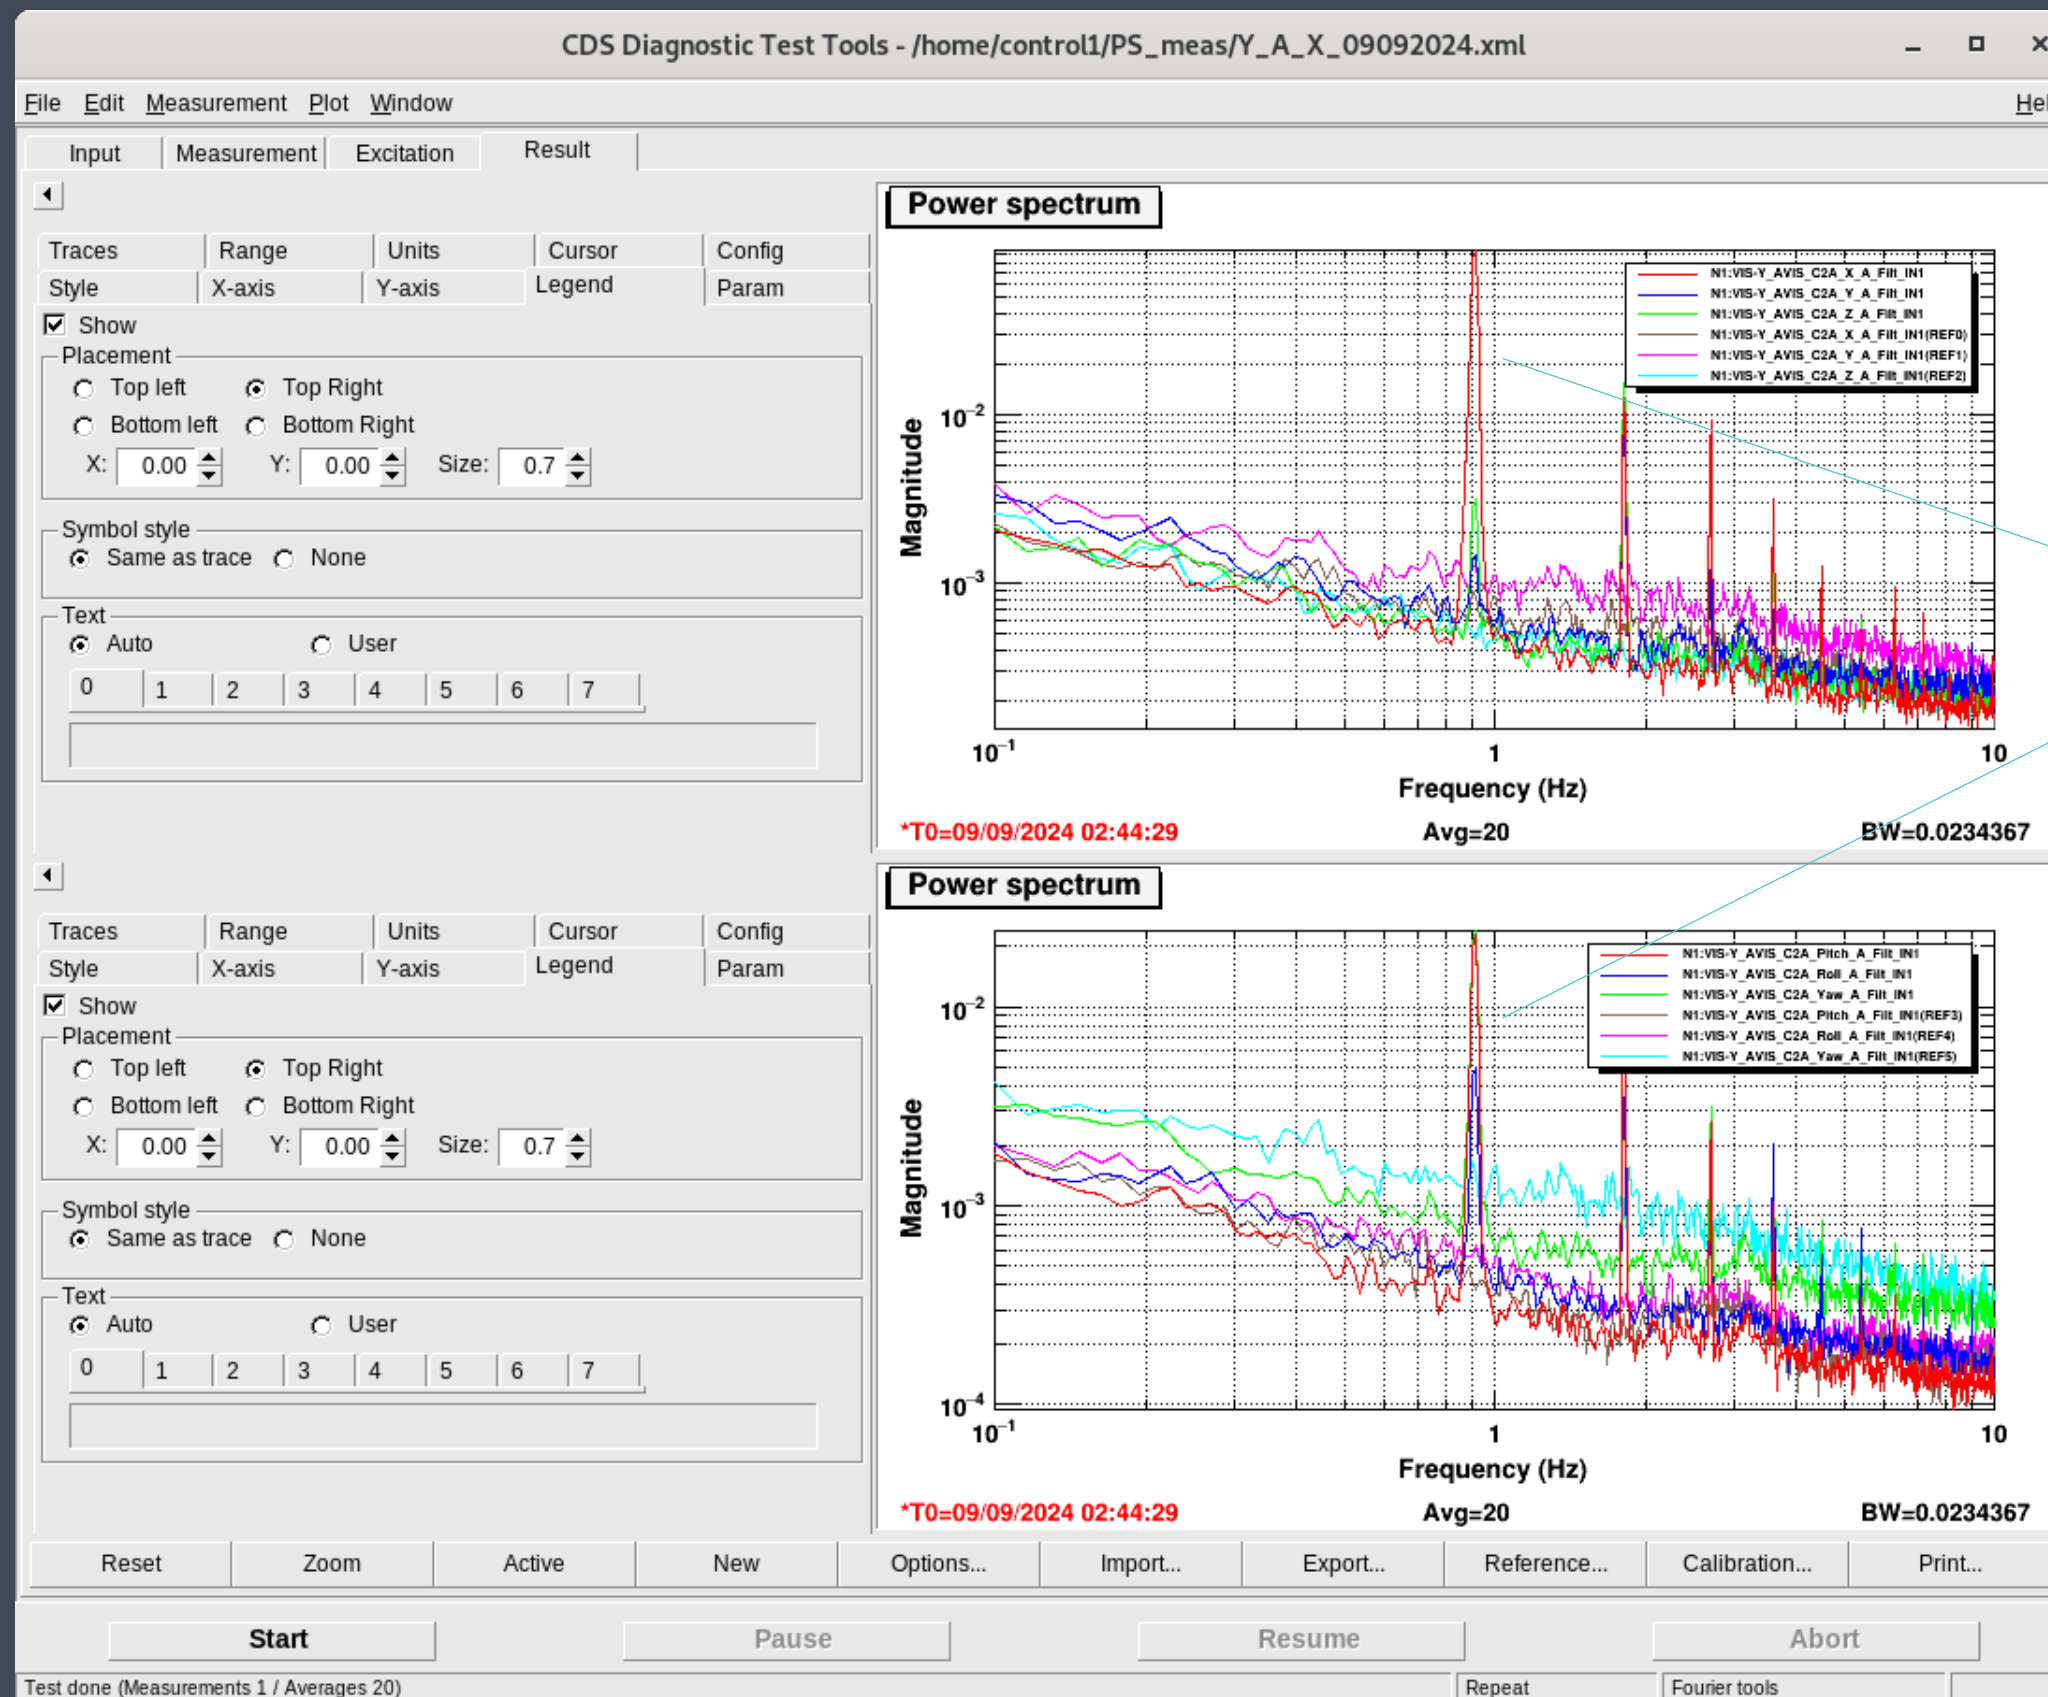 CDS Diagnostic Test Tools - /home/control1/PS_meas/Y_A_X_09092024.xml
File Edit Measurement Plot Window Hel
Input Measurement Excitation Result
Traces Range Units Cursor Config
Style X-axis Y-axis Legend Param
Show
Placement
Top left Top Right
Bottom left Bottom Right
X: 0.00 Y: 0.00 Size: 0.7
Symbol style
Same as trace None
Text
Auto User
0 1 2 3 4 5 6 7
Power spectrum
N1:VIS-Y_AVIS_C2A_X_A_Filt_IN1
N1:VIS-Y_AVIS_C2A_Y_A_Filt_IN1
N1:VIS-Y_AVIS_C2A_Z_A_Filt_IN1
N1:VIS-Y_AVIS_C2A_X_A_Filt_IN1(REF0)
N1:VIS-Y_AVIS_C2A_Y_A_Filt_IN1(REF1)
N1:VIS-Y_AVIS_C2A_Z_A_Filt_IN1(REF2)
Magnitude
10⁻²
10⁻³
10⁻¹ 1 10
Frequency (Hz)
*T0=09/09/2024 02:44:29 Avg=20 BW=0.0234367
Traces Range Units Cursor Config
Style X-axis Y-axis Legend Param
Show
Placement
Top left Top Right
Bottom left Bottom Right
X: 0.00 Y: 0.00 Size: 0.7
Symbol style
Same as trace None
Text
Auto User
0 1 2 3 4 5 6 7
Power spectrum
N1:VIS-Y_AVIS_C2A_Pitch_A_Filt_IN1
N1:VIS-Y_AVIS_C2A_Roll_A_Filt_IN1
N1:VIS-Y_AVIS_C2A_Yaw_A_Filt_IN1
N1:VIS-Y_AVIS_C2A_Pitch_A_Filt_IN1(REF3)
N1:VIS-Y_AVIS_C2A_Roll_A_Filt_IN1(REF4)
N1:VIS-Y_AVIS_C2A_Yaw_A_Filt_IN1(REF5)
Magnitude
10⁻²
10⁻³
10⁻⁴
10⁻¹ 1 10
Frequency (Hz)
*T0=09/09/2024 02:44:29 Avg=20 BW=0.0234367
Reset Zoom Active New Options... Import... Export... Reference... Calibration... Print...
Start Pause Resume Abort
Test done (Measurements 1 / Averages 20) Repeat Fourier tools